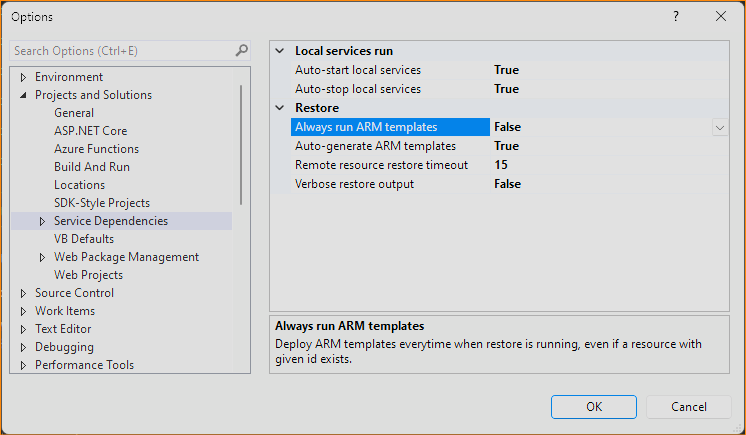 Options
?
Search Options (Ctrl+E)
Environment
Projects and Solutions
General
ASP.NET Core
Azure Functions
Build And Run
Locations
SDK-Style Projects
Service Dependencies
VB Defaults
Web Package Management
Web Projects
Source Control
Work Items
Text Editor
Debugging
Performance Tools
Local services run
Auto-start local services True
Auto-stop local services True
Restore
Always run ARM templates False
Auto-generate ARM templates True
Remote resource restore timeout 15
Verbose restore output False
Always run ARM templates
Deploy ARM templates everytime when restore is running, even if a resource with
given id exists.
OK Cancel